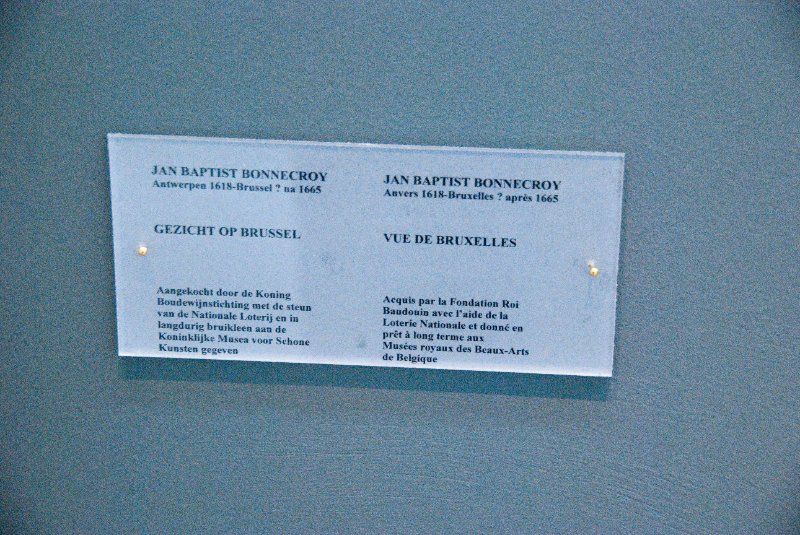 JAN BAPTIST BONNECROY
Antwerpen 1618-Brussel ? na 1665
GEZICHT OP BRUSSEL
Aangekocht door de Koning
Boudewijnstichting met de steun
van de Nationale Loterij en in
langdurig bruikleen aan de
Koninklijke Musea voor Schone
Kunsten gegeven
JAN BAPTIST BONNECROY
Anvers 1618-Bruxelles ? après 1665
VUE DE BRUXELLES
Acquis par la Fondation Roi
Baudouin avec l'aide de la
Loterie Nationale et donné en
prêt à long terme aux
Musées royaux des Beaux-Arts
de Belgique